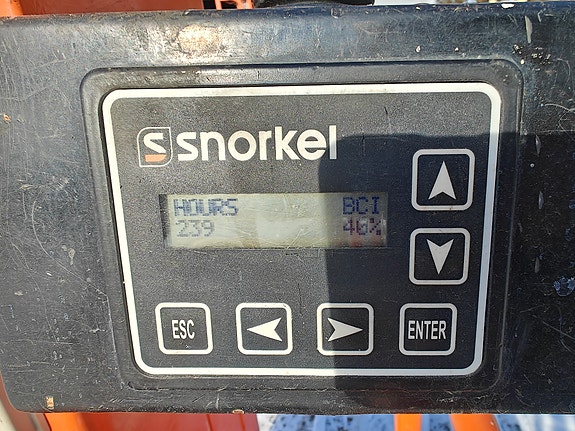 snorkel
HOURS BCI
239 46%
ESC ENTER